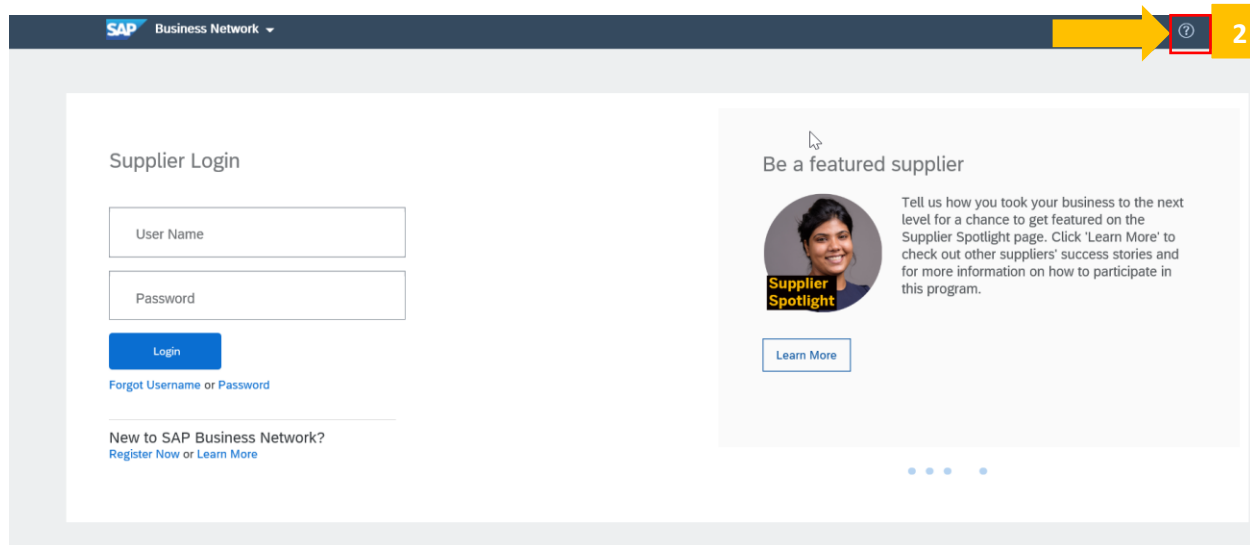 SAP Business Network
2
Supplier Login
User Name
Password
Login
Forgot Username or Password
New to SAP Business Network?
Register Now or Learn More
Be a featured supplier
Supplier
Spotlight
Tell us how you took your business to the next
level for a chance to get featured on the
Supplier Spotlight page. Click 'Learn More' to
check out other suppliers' success stories and
for more information on how to participate in
this program.
Learn More